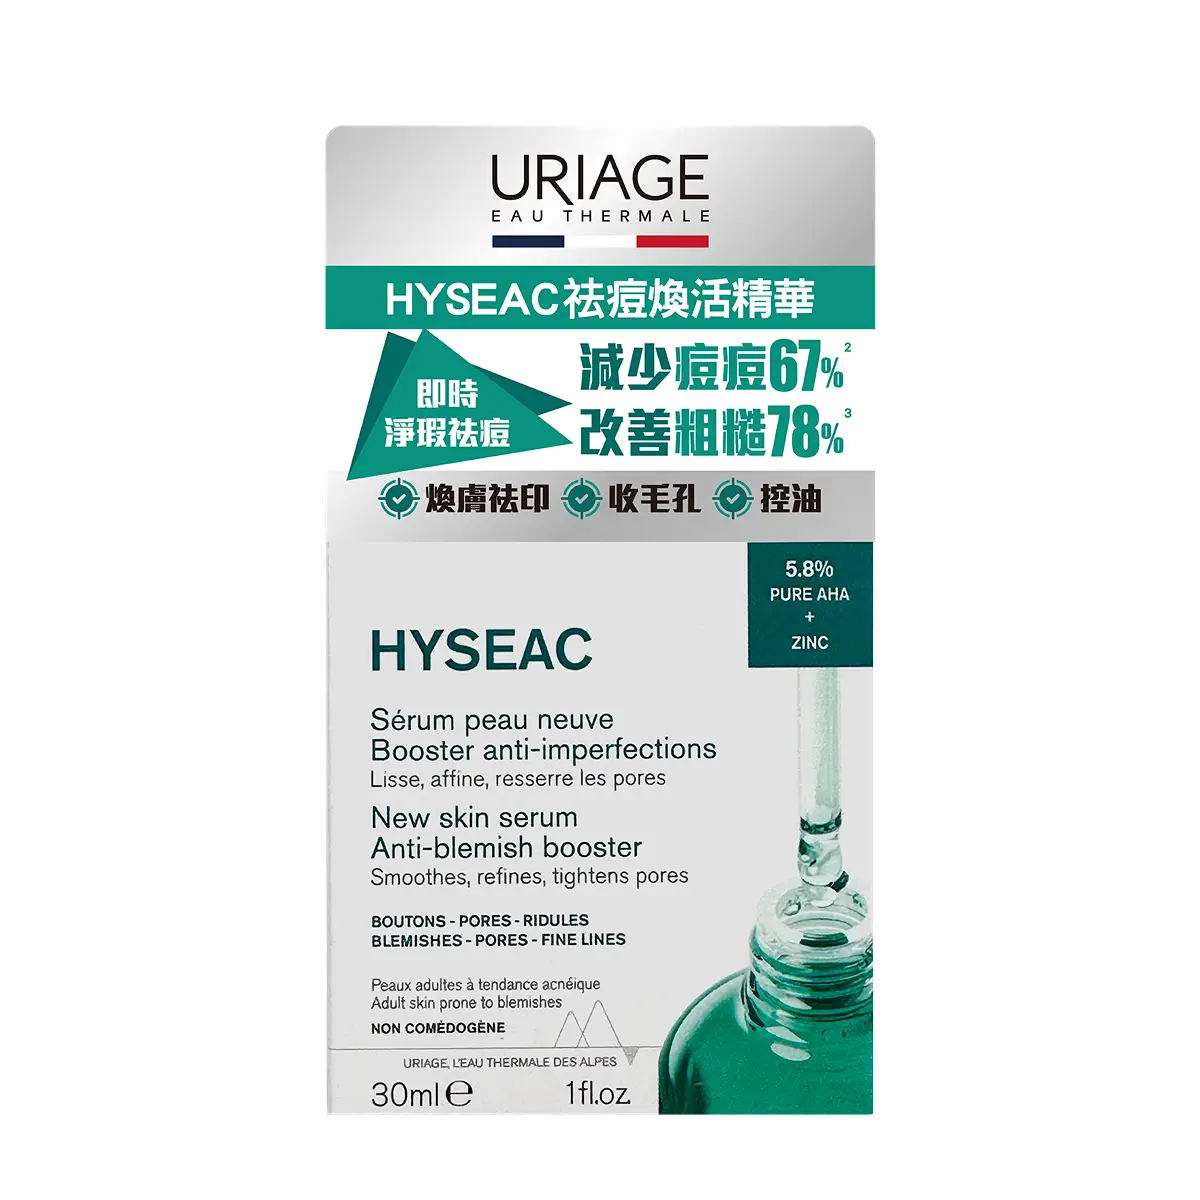 URIAGE
EAU THERMALE
HYSEAC祛痘煥活精華
即時
淨瑕祛痘
減少痘痘67%²
改善粗糙78%³
煥膚祛印 收毛孔 控油
5.8%
PURE AHA
+
ZINC
HYSEAC
Sérum peau neuve
Booster anti-imperfections
Lisse, affine, resserre les pores
New skin serum
Anti-blemish booster
Smoothes, refines, tightens pores
BOUTONS - PORES - RIDULES
BLEMISHES - PORES - FINE LINES
Peaux adultes à tendance acnéique
Adult skin prone to blemishes
NON COMÉDOGÈNE
URIAGE, L'EAU THERMALE DES ALPES
30ml e 1fl.oz.